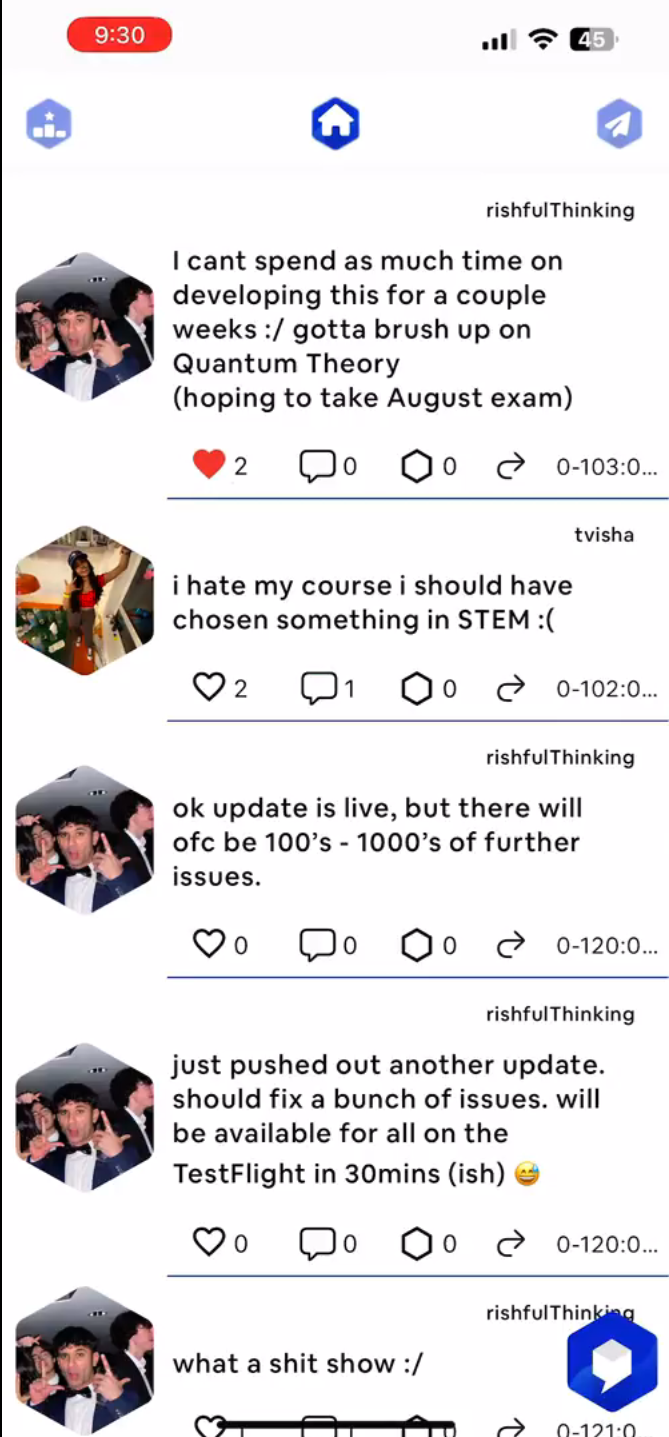 9:30
45
rishfulThinking
I cant spend as much time on
developing this for a couple
weeks :/ gotta brush up on
Quantum Theory
(hoping to take August exam)
2 0 0 0-103:0...
tvisha
i hate my course i should have
chosen something in STEM :(
2 1 0 0-102:0...
rishfulThinking
ok update is live, but there will
ofc be 100’s - 1000’s of further
issues.
0 0 0 0-120:0...
rishfulThinking
just pushed out another update.
should fix a bunch of issues. will
be available for all on the
TestFlight in 30mins (ish) 😅
0 0 0 0-120:0...
rishfulThinking
what a shit show :/
0-121:0...